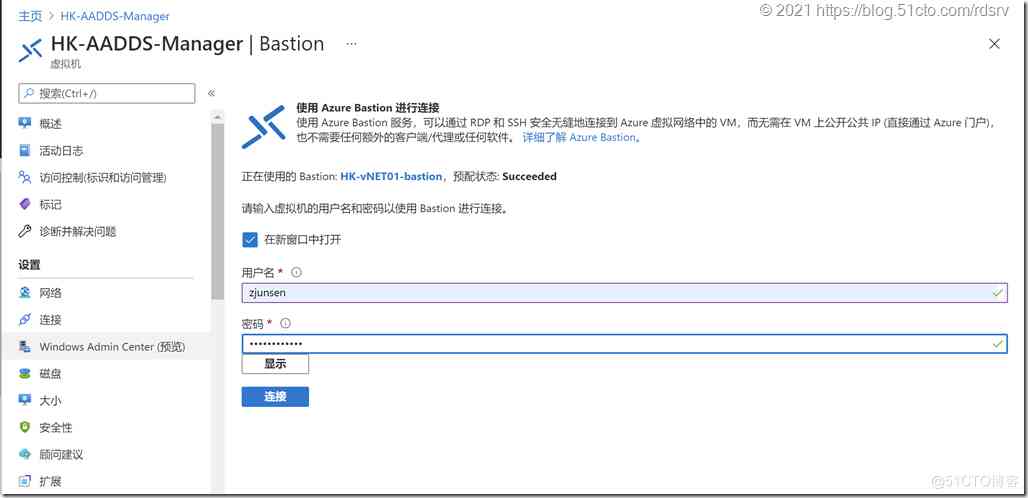 © 2021 https://blog.51cto.com/rdsrv
主页 > HK-AADDS-Manager
HK-AADDS-Manager | Bastion ···
虚拟机
搜索(Ctrl+/)
«
概述
活动日志
访问控制(标识和访问管理)
标记
诊断并解决问题
设置
网络
连接
Windows Admin Center (预览)
磁盘
大小
安全性
顾问建议
扩展
使用 Azure Bastion 进行连接
使用 Azure Bastion 服务，可以通过 RDP 和 SSH 安全无缝地连接到 Azure 虚拟网络中的 VM，而无需在 VM 上公开公共 IP (直接通过 Azure 门户)，
也不需要任何额外的客户端/代理或任何软件。 详细了解 Azure Bastion。
正在使用的 Bastion: HK-vNET01-bastion，预配状态: Succeeded
请输入虚拟机的用户名和密码以使用 Bastion 进行连接。
在新窗口中打开
用户名 *
zjunsen
密码 *
••••••••••••
显示
连接
@51CTO博客